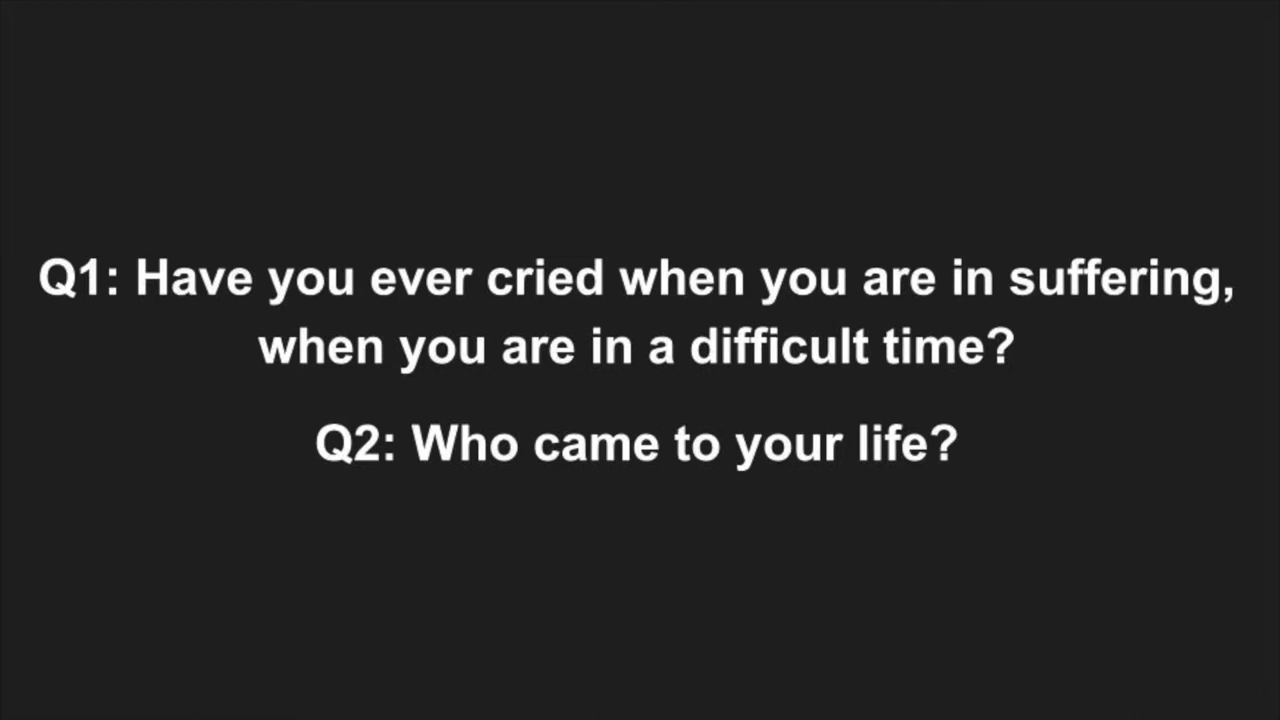 Q1: Have you ever cried when you are in suffering,
when you are in a difficult time?
Q2: Who came to your life?